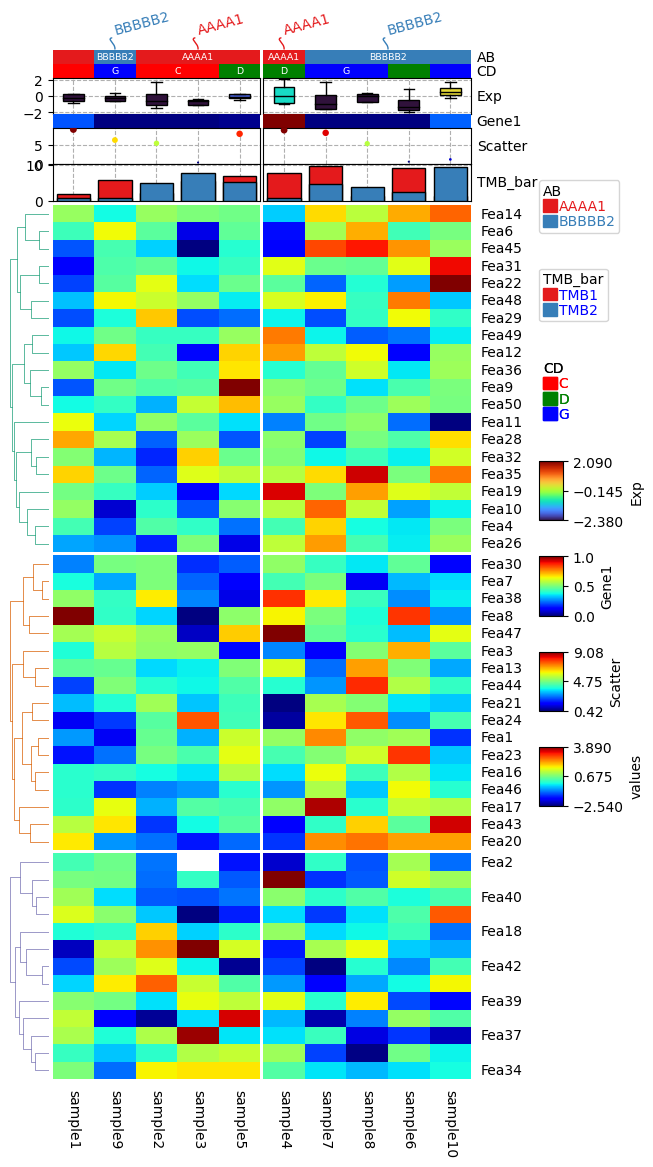 BBBBB2 AAAA1 AAAA1 BBBBB2
BBBBB2 AAAA1 AAAA1 BBBBB2 AB
G C D D G CD
2
0
−2
Exp
Gene1
5
0
Scatter
10
0
TMB_bar
Fea14
Fea6
Fea45
Fea31
Fea22
Fea48
Fea29
Fea49
Fea12
Fea36
Fea9
Fea50
Fea11
Fea28
Fea32
Fea35
Fea19
Fea10
Fea4
Fea26
Fea30
Fea7
Fea38
Fea8
Fea47
Fea3
Fea13
Fea44
Fea21
Fea24
Fea1
Fea23
Fea16
Fea46
Fea17
Fea43
Fea20
Fea2
Fea40
Fea18
Fea42
Fea39
Fea37
Fea34
sample1 sample9 sample2 sample3 sample5 sample4 sample7 sample8 sample6 sample10
AB
AAAA1
BBBBB2
TMB_bar
TMB1
TMB2
CD
C
D
G
2.090
−0.145
−2.380
Exp
1.0
0.5
0.0
Gene1
9.08
4.75
0.42
Scatter
3.890
0.675
−2.540
values